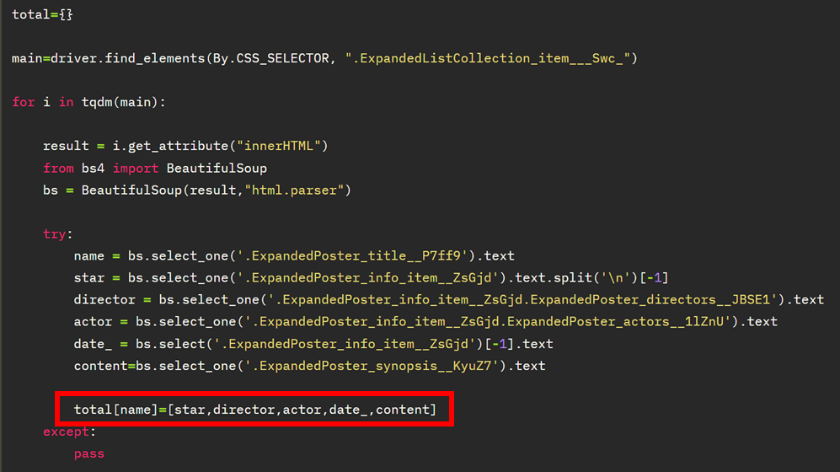 total={}
main=driver.find_elements(By.CSS_SELECTOR, ".ExpandedListCollection_item___Swc_")
for i in tqdm(main):
result = i.get_attribute("innerHTML")
from bs4 import BeautifulSoup
bs = BeautifulSoup(result,"html.parser")
try:
name = bs.select_one('.ExpandedPoster_title__P7ff9').text
star = bs.select_one('.ExpandedPoster_info_item__ZsGjd').text.split('\n')[-1]
director = bs.select_one('.ExpandedPoster_info_item__ZsGjd.ExpandedPoster_directors__JBSE1').text
actor = bs.select_one('.ExpandedPoster_info_item__ZsGjd.ExpandedPoster_actors__1lZnU').text
date_ = bs.select('.ExpandedPoster_info_item__ZsGjd')[-1].text
content=bs.select_one('.ExpandedPoster_synopsis__KyuZ7').text
total[name]=[star,director,actor,date_,content]
except:
pass